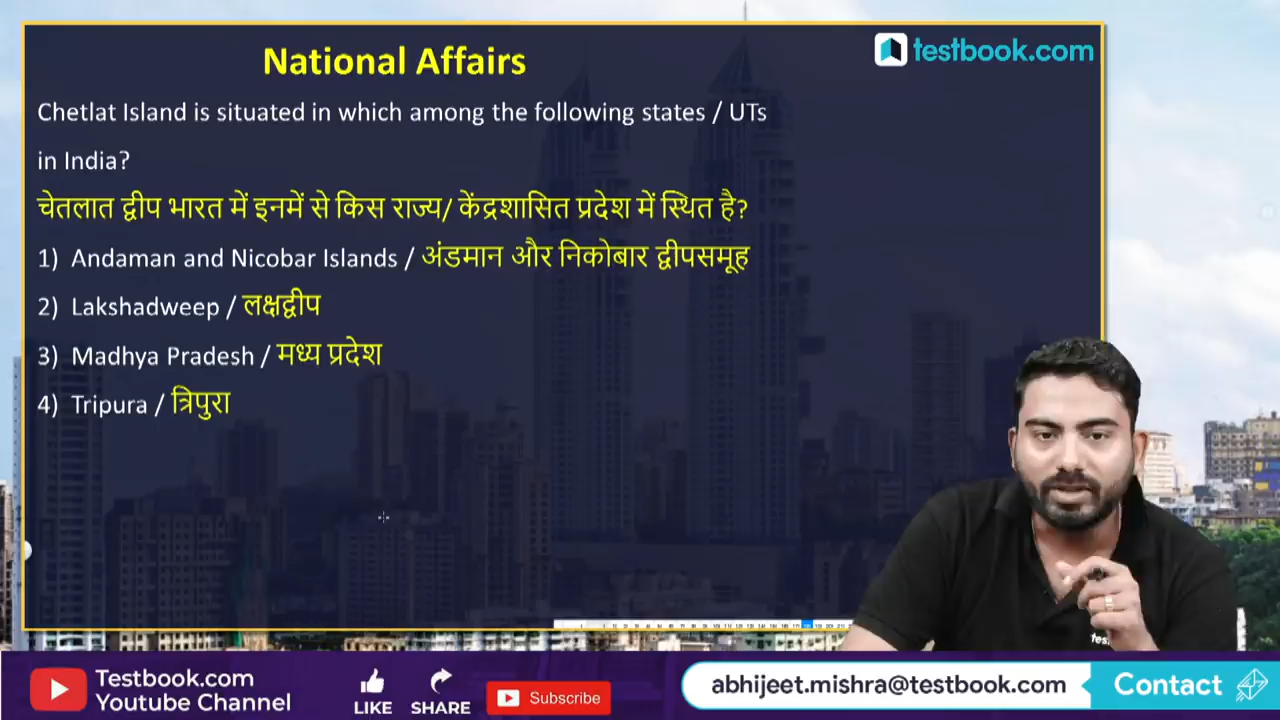 National Affairs
testbook.com
Chetlat Island is situated in which among the following states / UTs
in India?
चेतलात द्वीप भारत में इनमें से किस राज्य/ केंद्रशासित प्रदेश में स्थित है?
1) Andaman and Nicobar Islands / अंडमान और निकोबार द्वीपसमूह
2) Lakshadweep / लक्षद्वीप
3) Madhya Pradesh / मध्य प्रदेश
4) Tripura / त्रिपुरा
Testbook.com
Youtube Channel
LIKE
SHARE
Subscribe
abhijeet.mishra@testbook.com
Contact